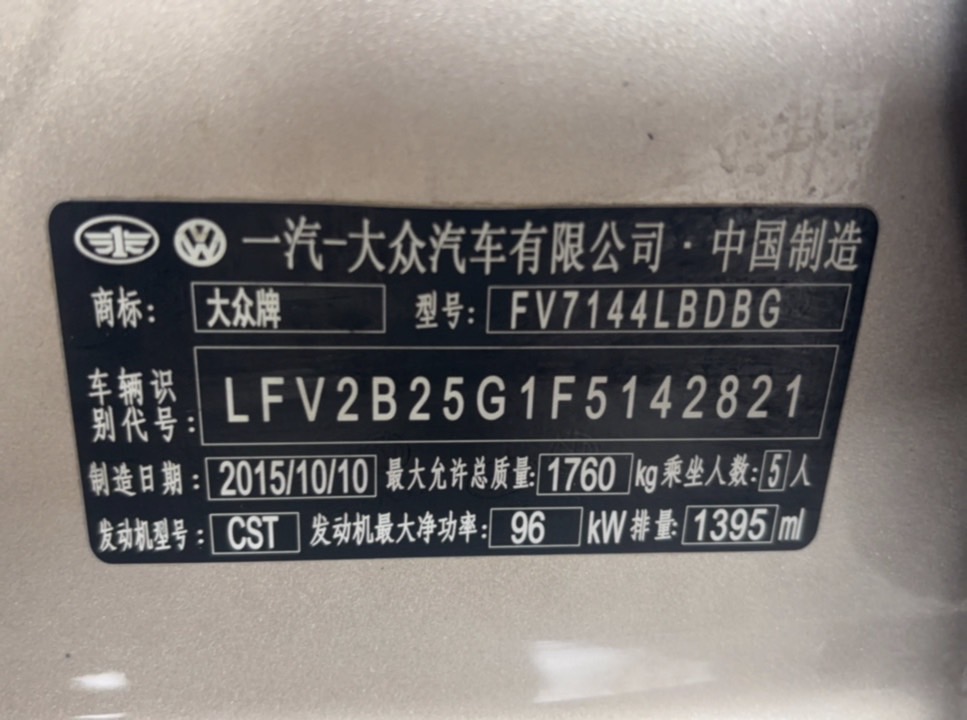 一汽-大众汽车有限公司·中国制造
商标: 大众牌 型号: FV7144LBDBG
车辆识别代号: LFV2B25G1F5142821
制造日期: 2015/10/10 最大允许总质量: 1760 kg 乘坐人数: 5 人
发动机型号: CST 发动机最大净功率: 96 kW 排量: 1395 ml